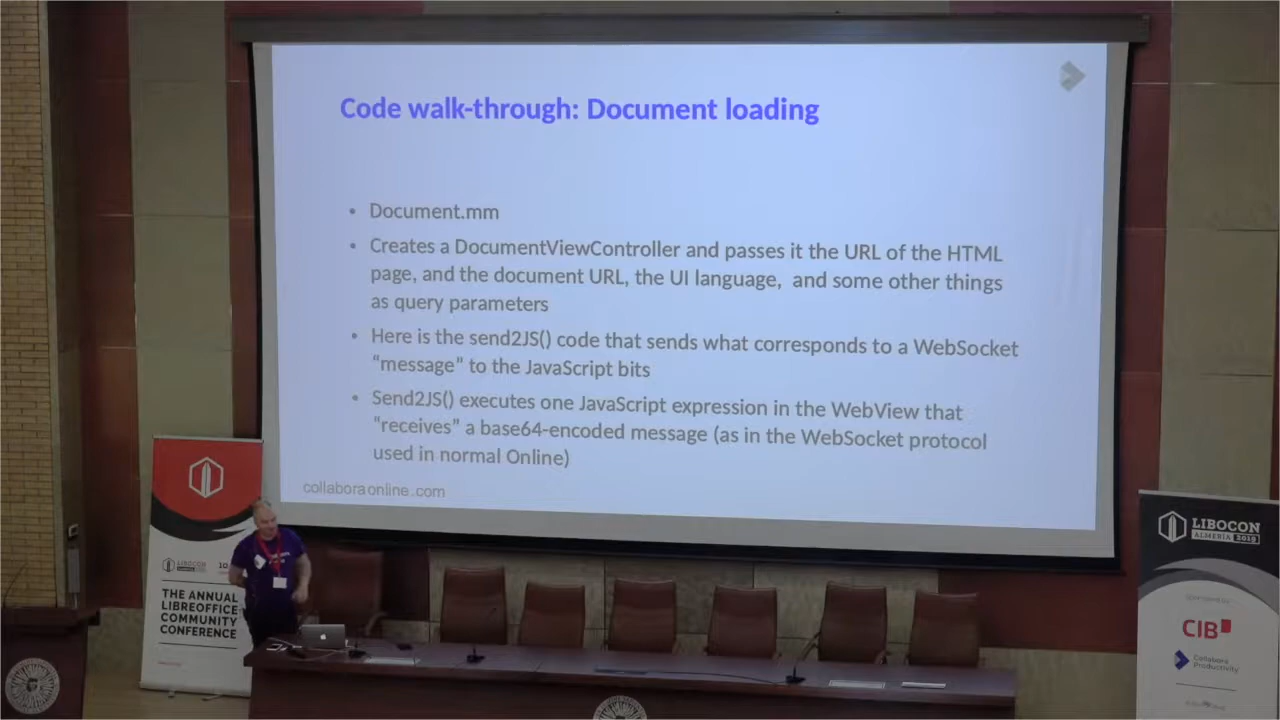 Code walk-through: Document loading
• Document.mm
• Creates a DocumentViewController and passes it the URL of the HTML
page, and the document URL, the UI language, and some other things
as query parameters
• Here is the send2JS() code that sends what corresponds to a WebSocket
“message” to the JavaScript bits
• Send2JS() executes one JavaScript expression in the WebView that
“receives” a base64-encoded message (as in the WebSocket protocol
used in normal Online)
collaboraonline.com
10
THE ANNUAL
LIBREOFFICE
COMMUNITY
CONFERENCE
LIBOCON
ALMERÍA 2019
CIB
Collabora
Productivity